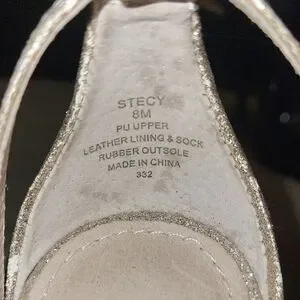 STECY
8M
PU UPPER
LEATHER LINING & SOCK
RUBBER OUTSOLE
MADE IN CHINA
332